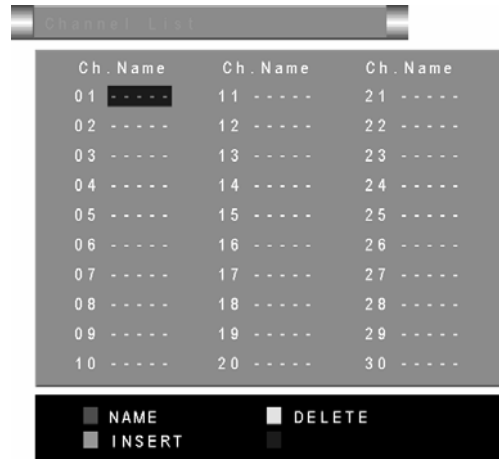 Channel List
Ch. Name Ch. Name Ch. Name
01 ----- 11 ----- 21 -----
02 ----- 12 ----- 22 -----
03 ----- 13 ----- 23 -----
04 ----- 14 ----- 24 -----
05 ----- 15 ----- 25 -----
06 ----- 16 ----- 26 -----
07 ----- 17 ----- 27 -----
08 ----- 18 ----- 28 -----
09 ----- 19 ----- 29 -----
10 ----- 20 ----- 30 -----
NAME DELETE
INSERT